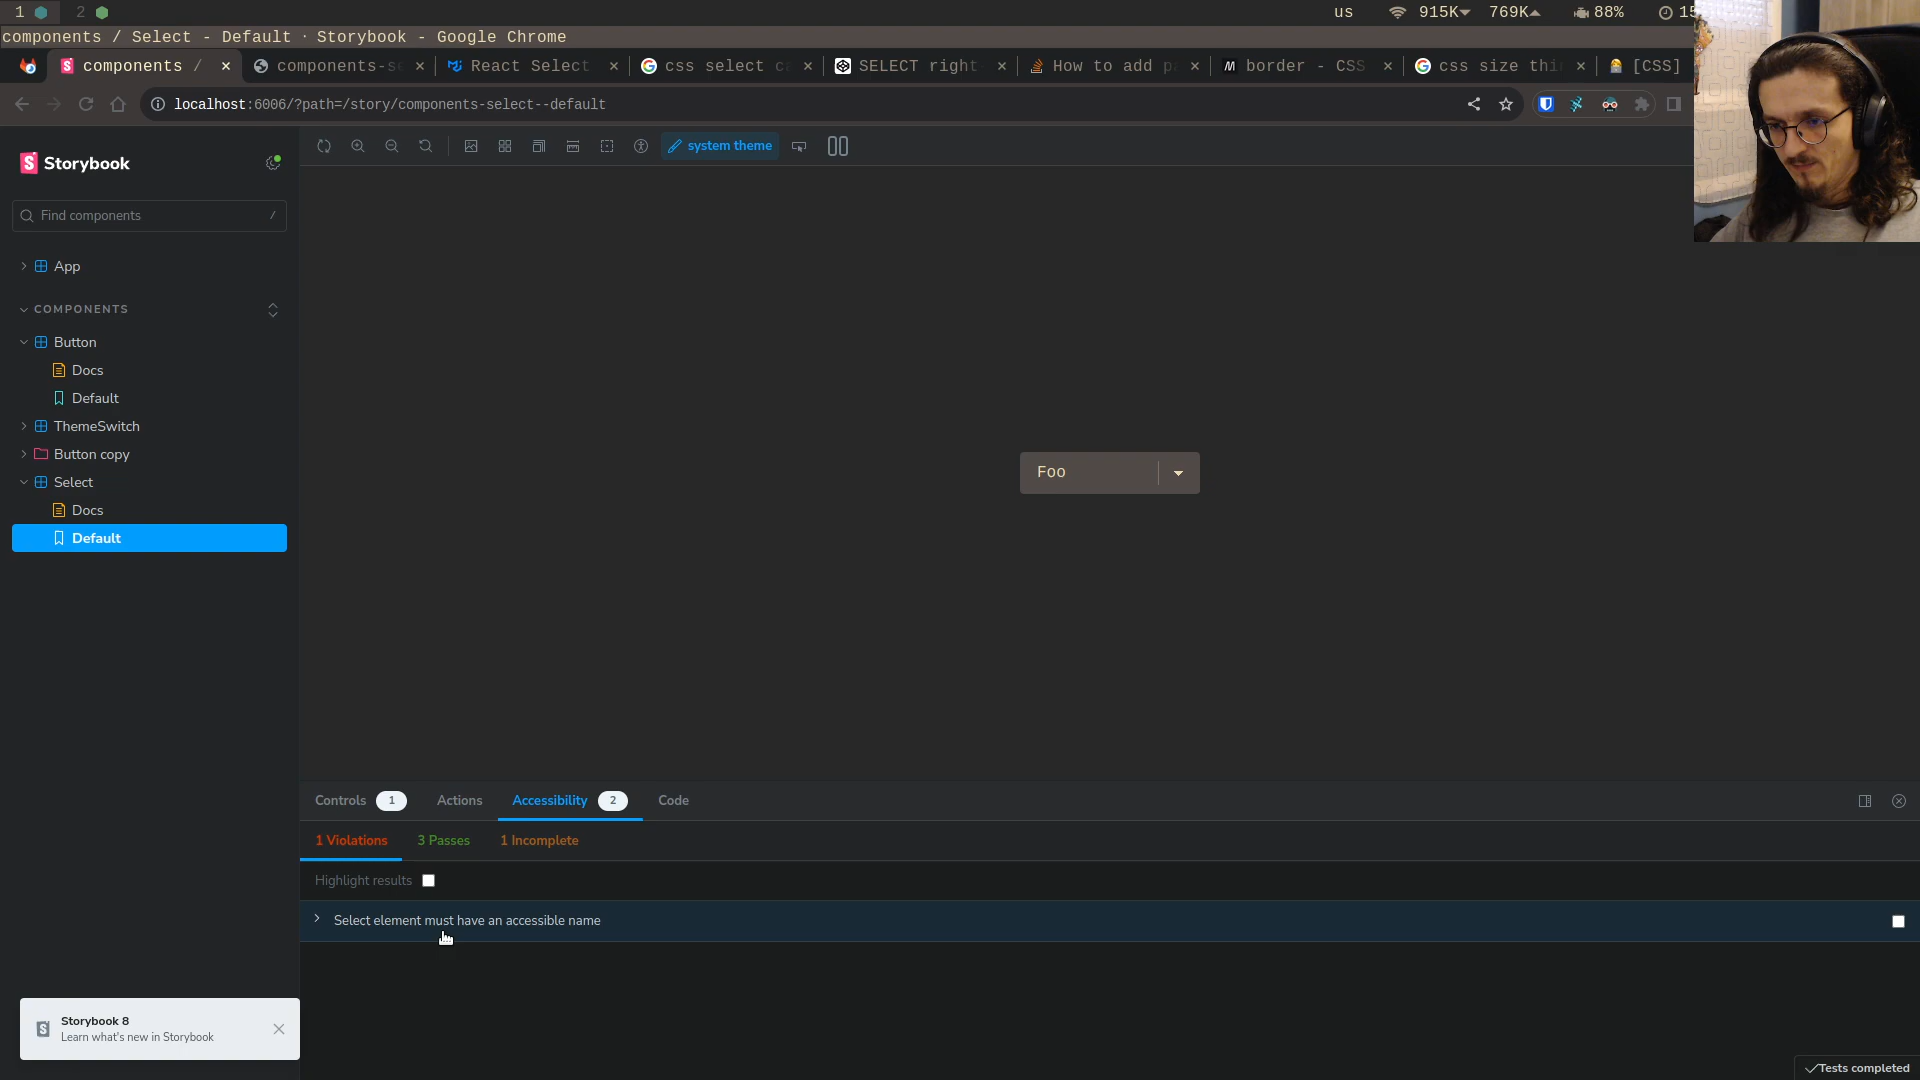 1
2
us
915K
769K
88%
15
components / Select - Default · Storybook - Google Chrome
components /
components-s
React Select
css select c
SELECT right
How to add p
border - CSS
css size thi
[CSS]
localhost:6006/?path=/story/components-select--default
Storybook
system theme
Find components
/
App
COMPONENTS
Button
Docs
Default
ThemeSwitch
Button copy
Select
Docs
Default
Foo
Controls 1
Actions
Accessibility 2
Code
1 Violations
3 Passes
1 Incomplete
Highlight results
Select element must have an accessible name
Storybook 8
Learn what's new in Storybook
Tests completed